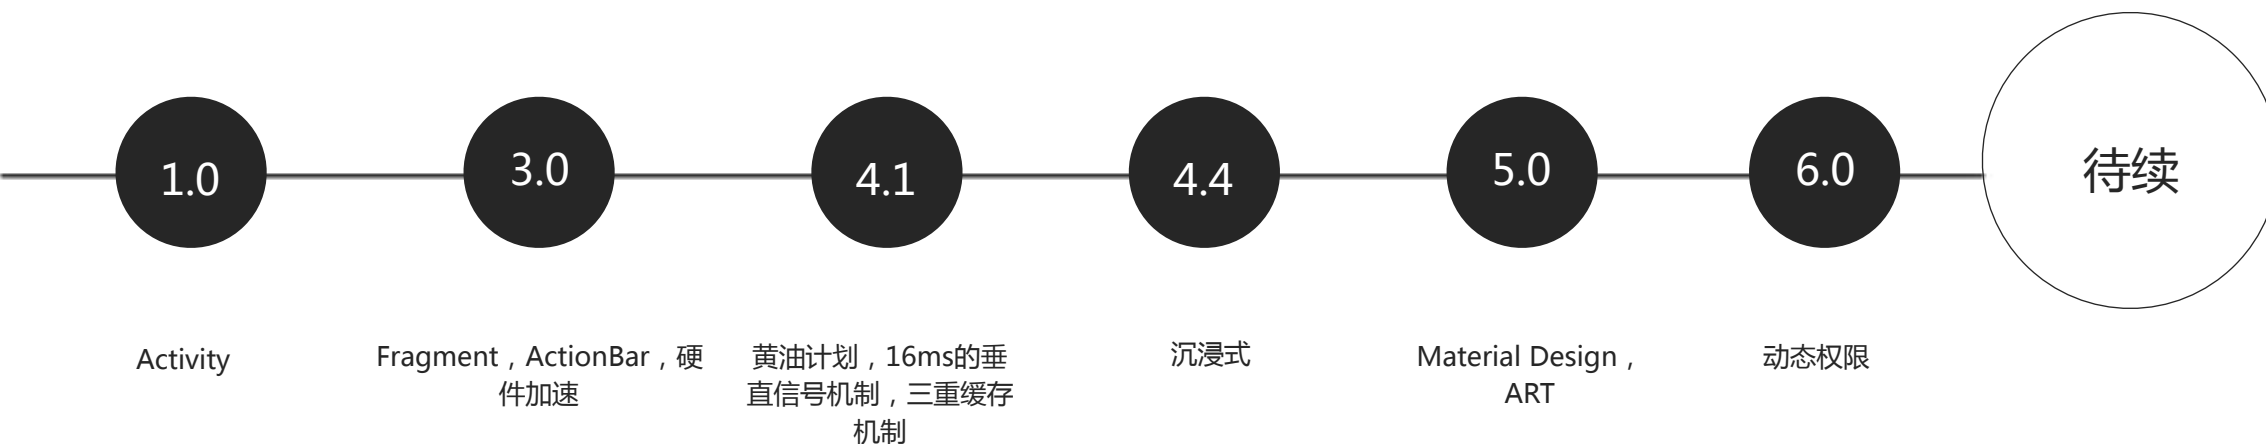 1.0
3.0
4.1
4.4
5.0
6.0
待续
Activity
Fragment，ActionBar，硬
件加速
黄油计划，16ms的垂
直信号机制，三重缓存
机制
沉浸式
Material Design，
ART
动态权限